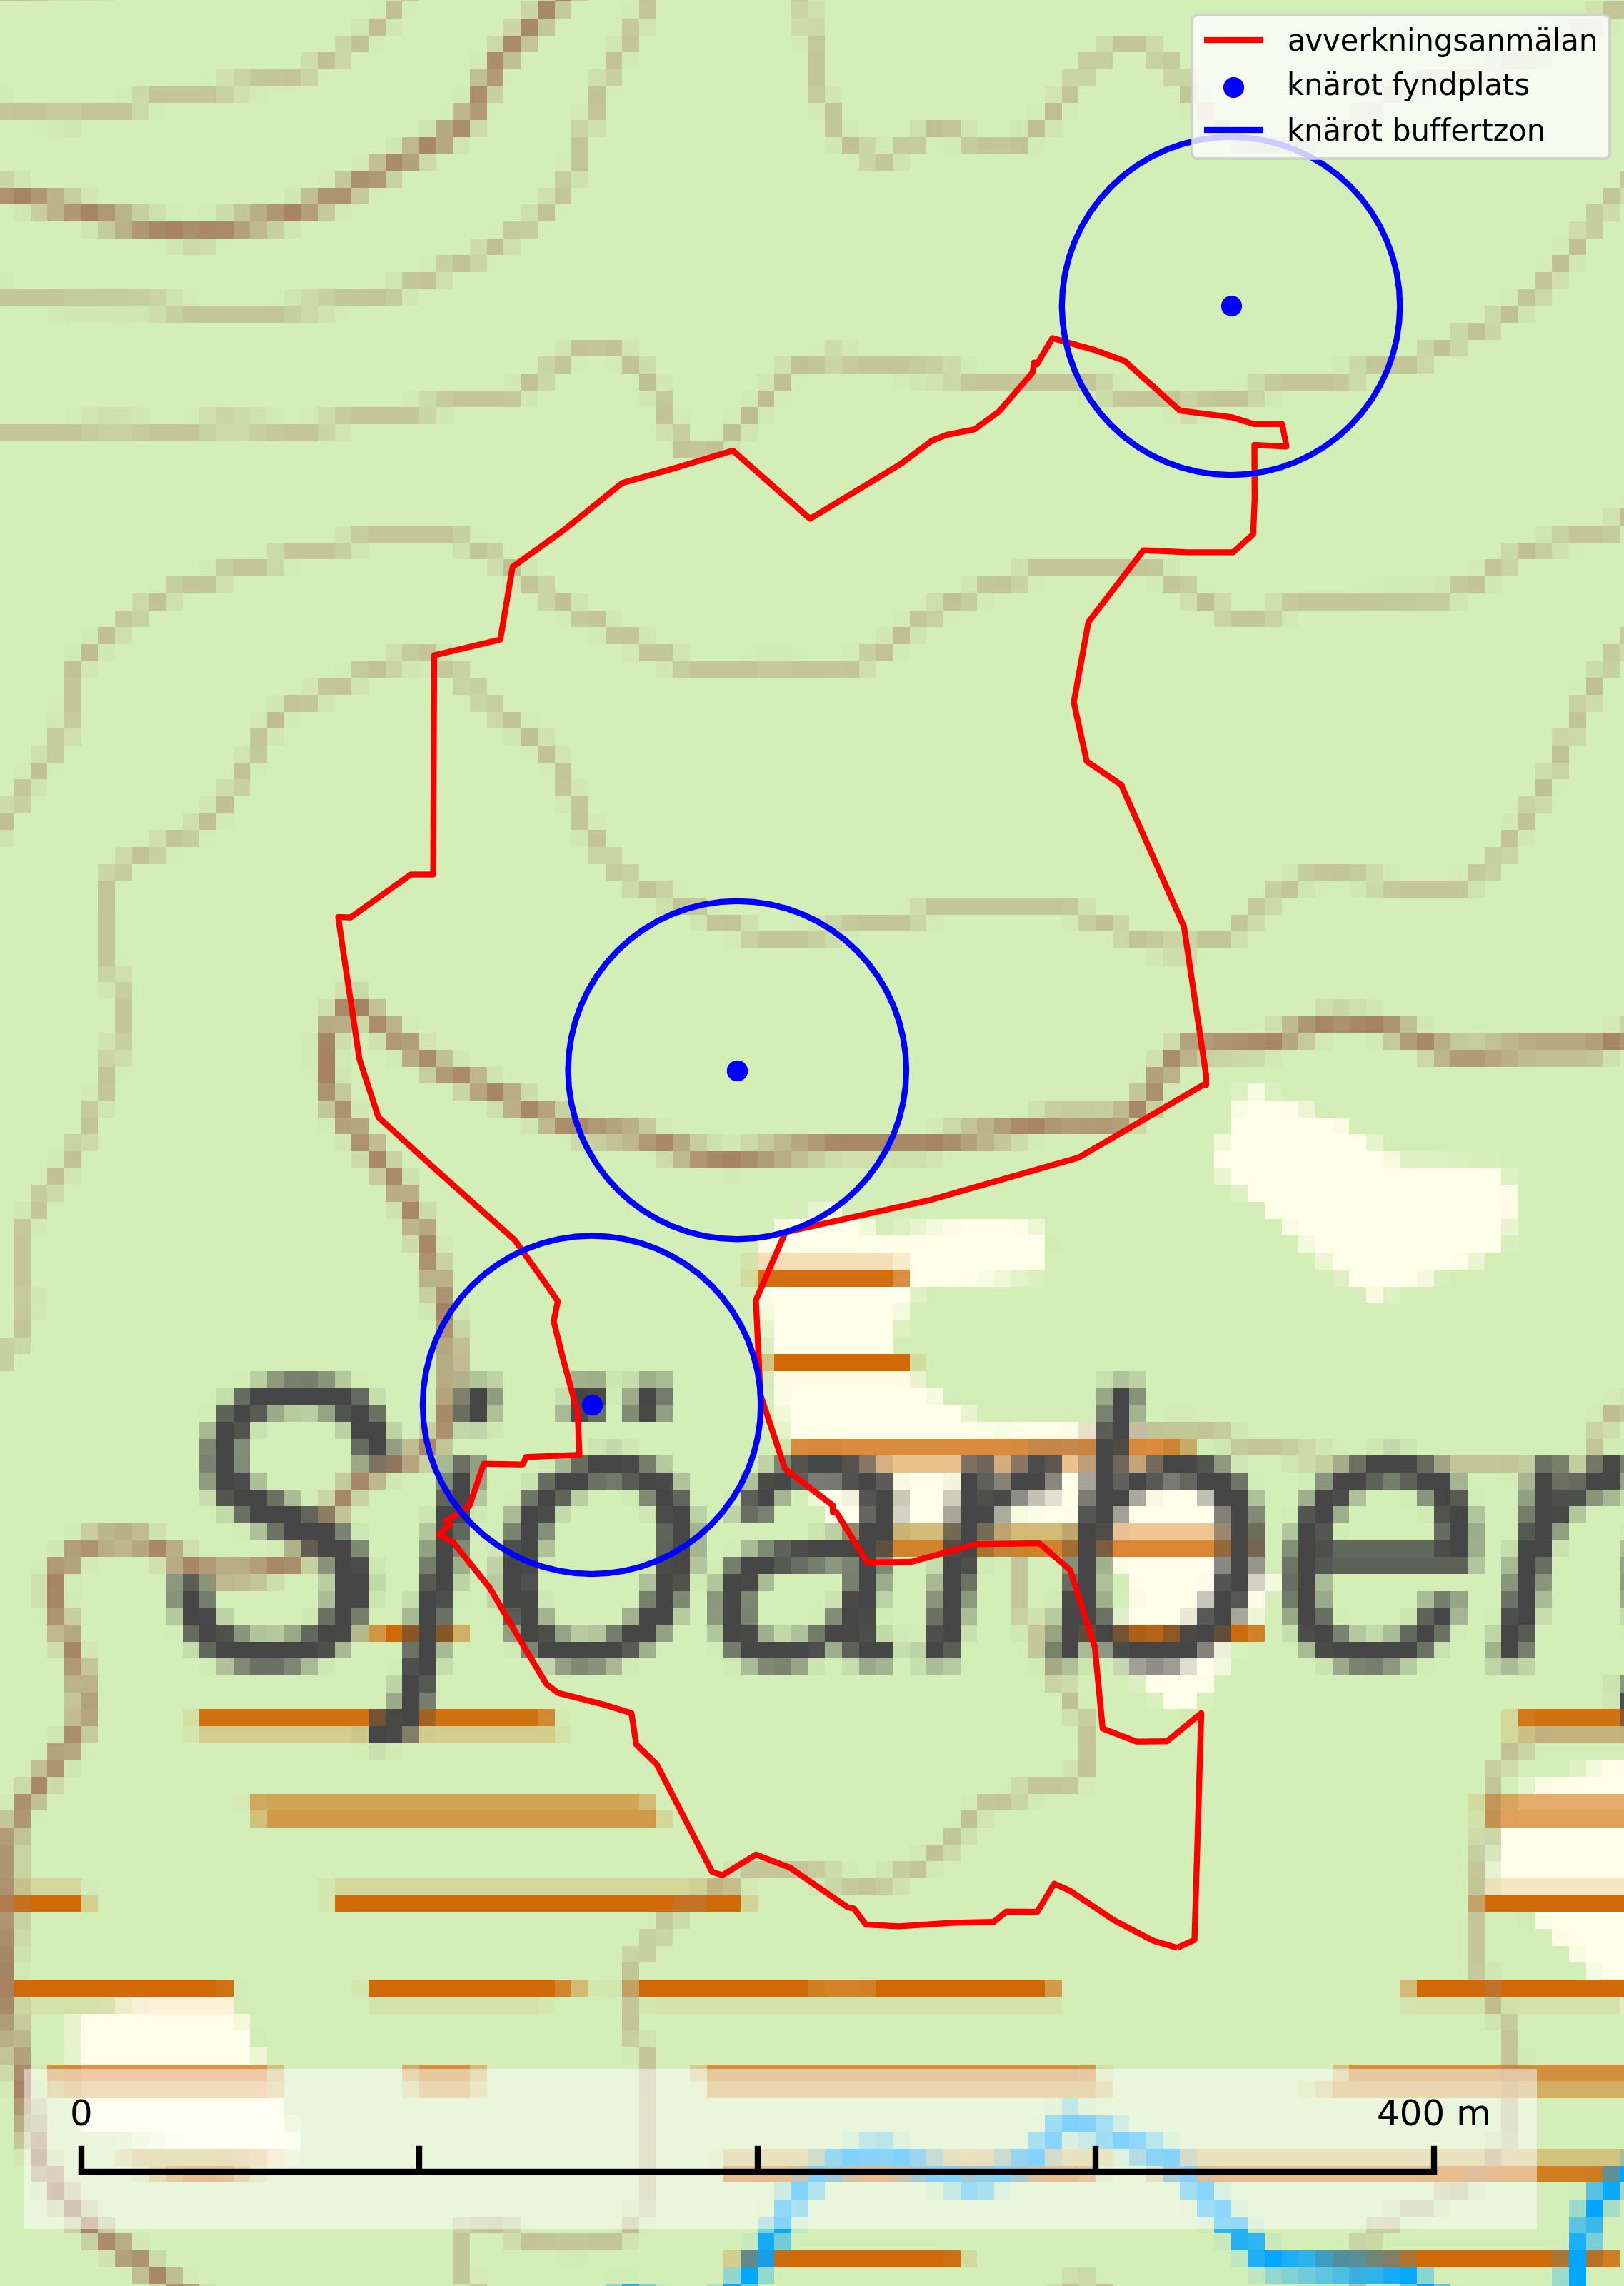 avverkningsanmälan
knärot fyndplats
knärot buffertzon
Sjöarber
0
400 m